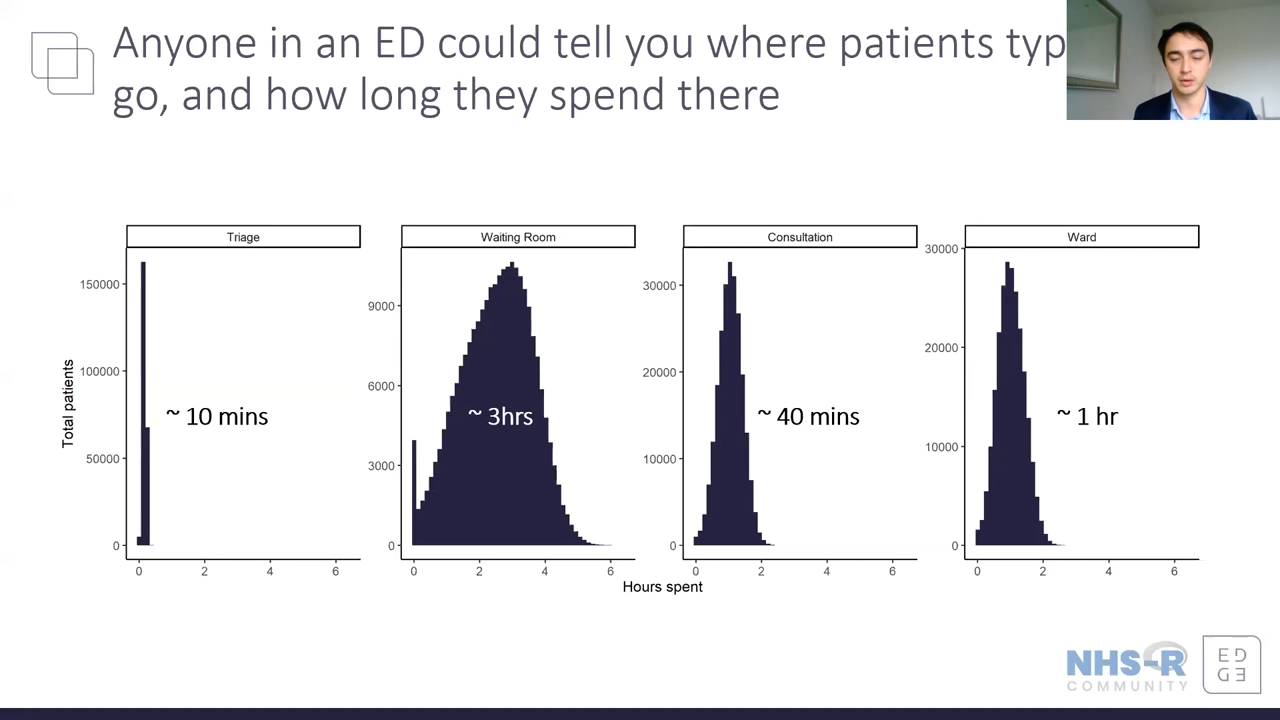 Anyone in an ED could tell you where patients typ
go, and how long they spend there
Triage
Waiting Room
Consultation
Ward
Total patients
150000
100000
50000
0
~ 10 mins
0 2 4 6
9000
6000
3000
0
~ 3hrs
0 2 4 6
30000
20000
10000
0
~ 40 mins
0 2 4 6
30000
20000
10000
0
~ 1 hr
0 2 4 6
Hours spent
NHS-R
COMMUNITY
ED
GE